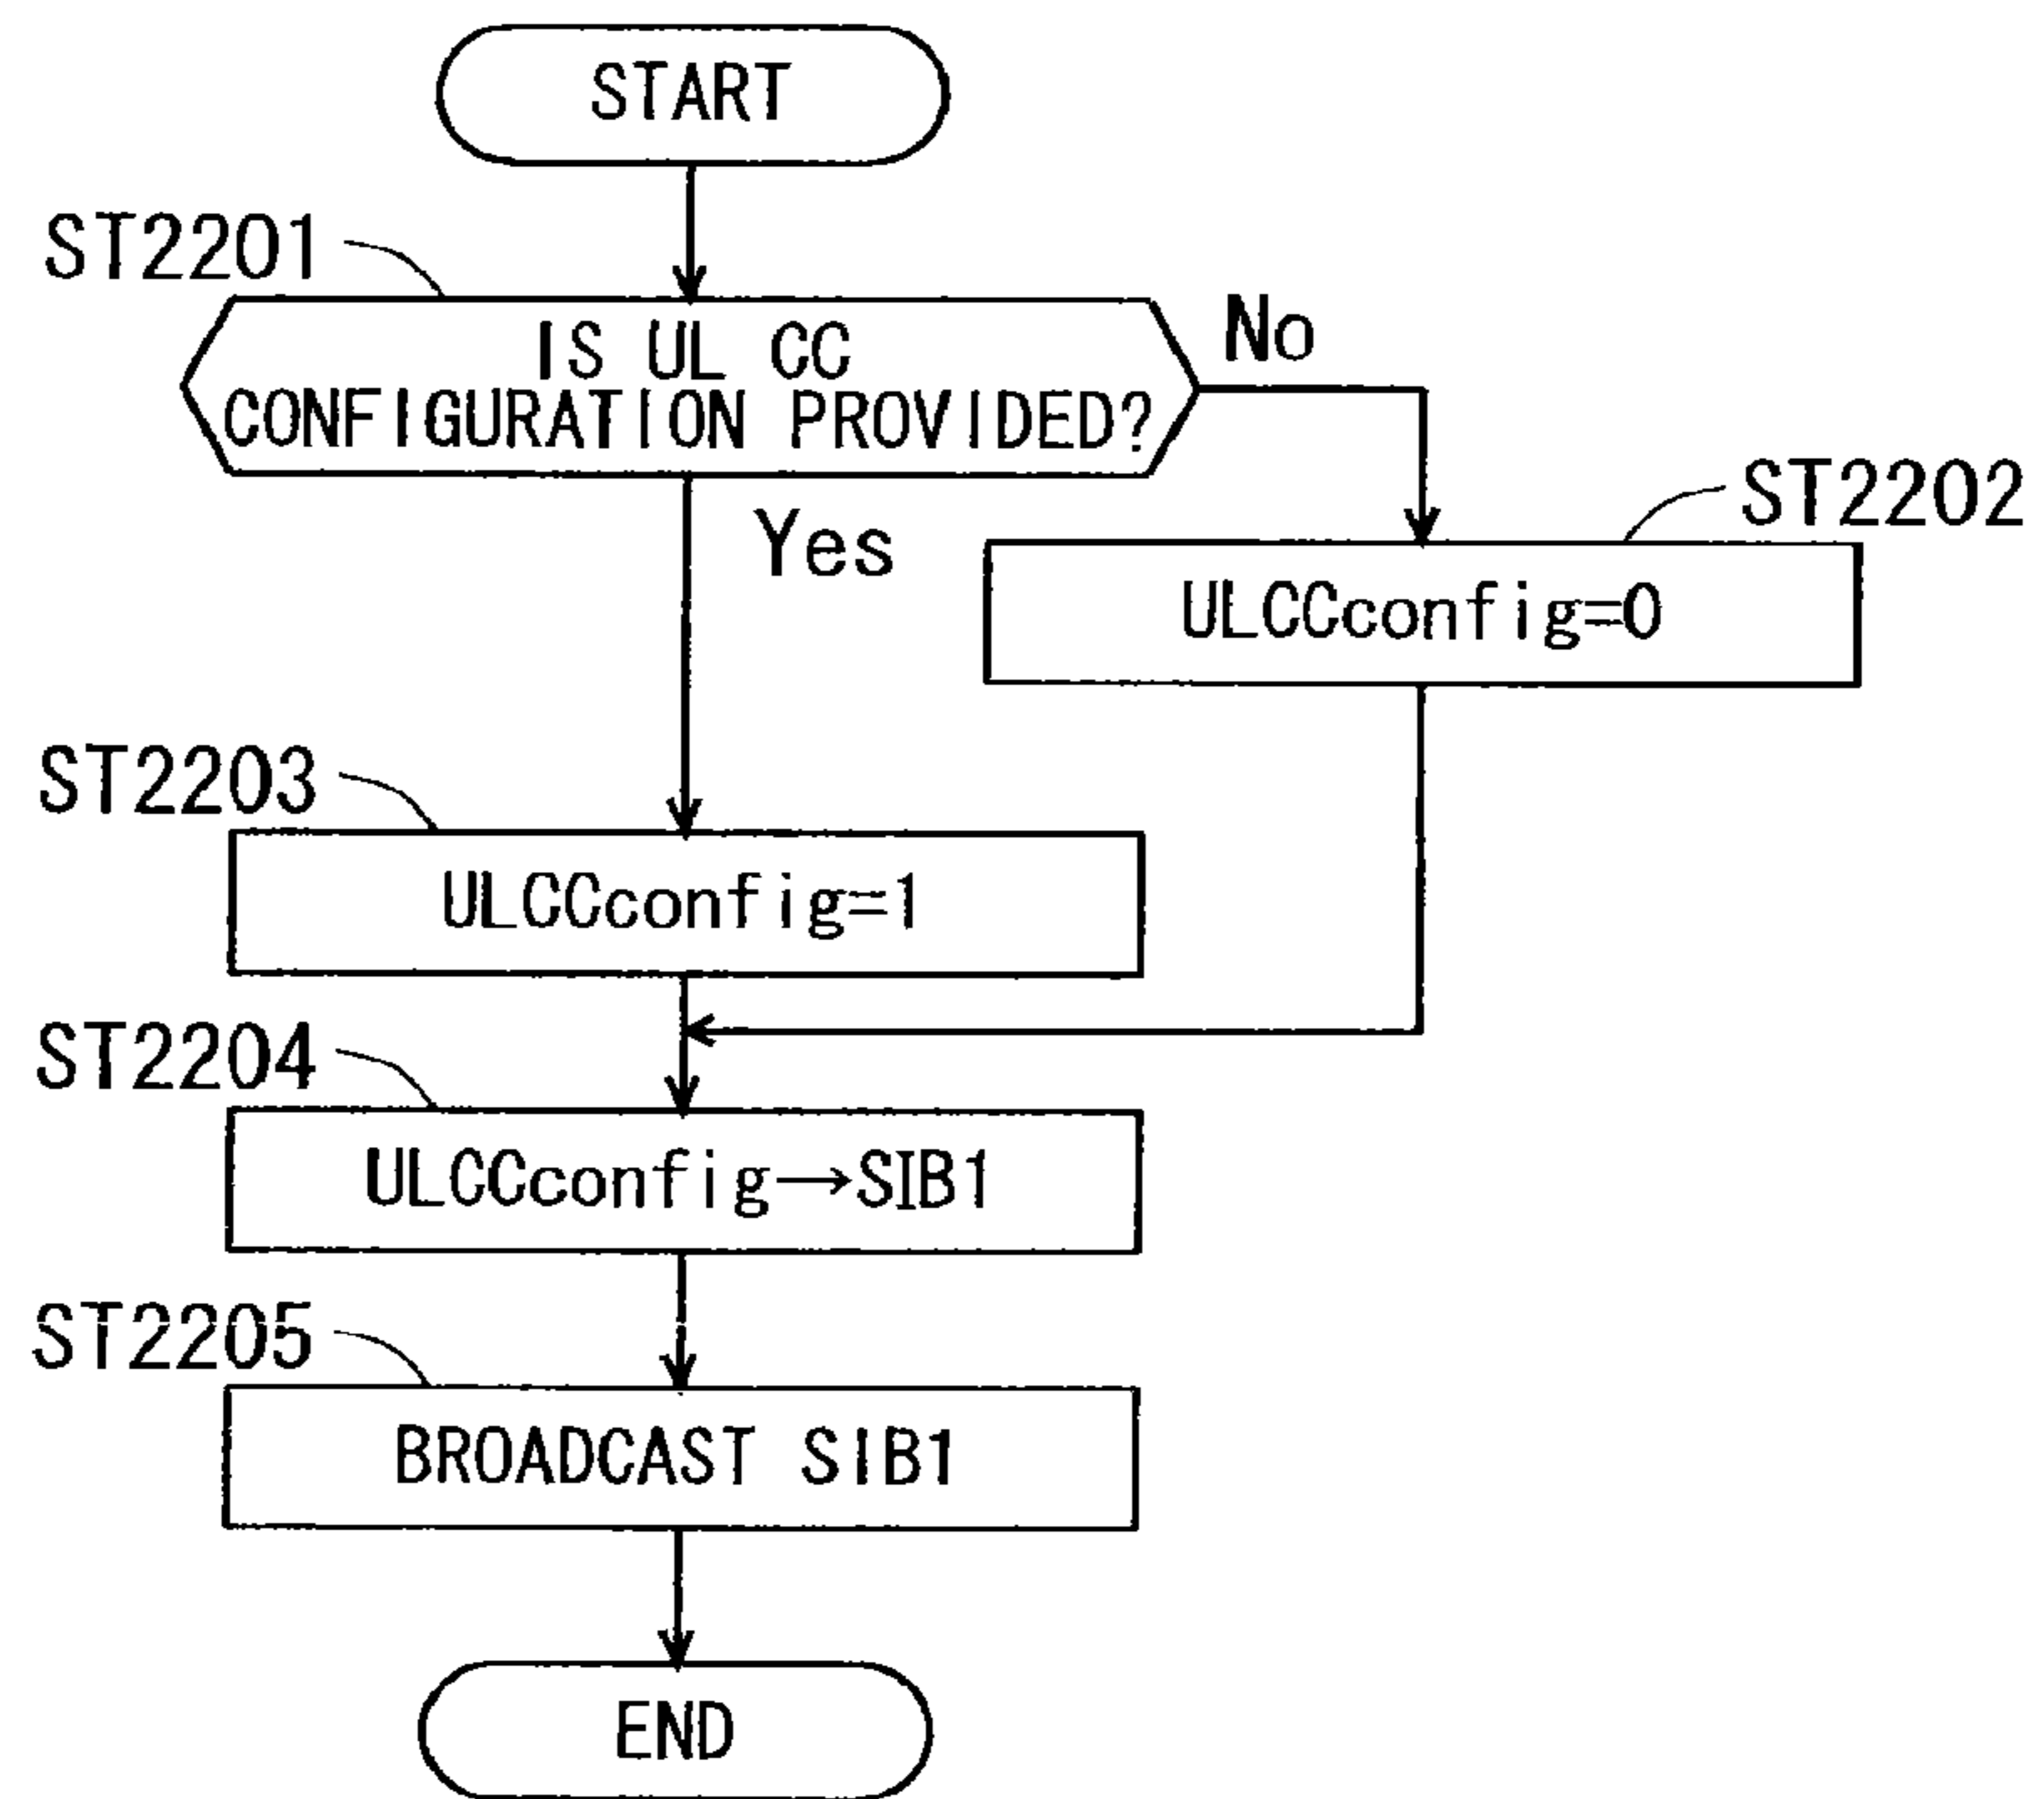 START
ST2201
IS UL CC
CONFIGURATION PROVIDED?
No
Yes
ST2202
ULCCconfig=0
ST2203
ULCCconfig=1
ST2204
ULCCconfig→SIB1
ST2205
BROADCAST SIB1
END